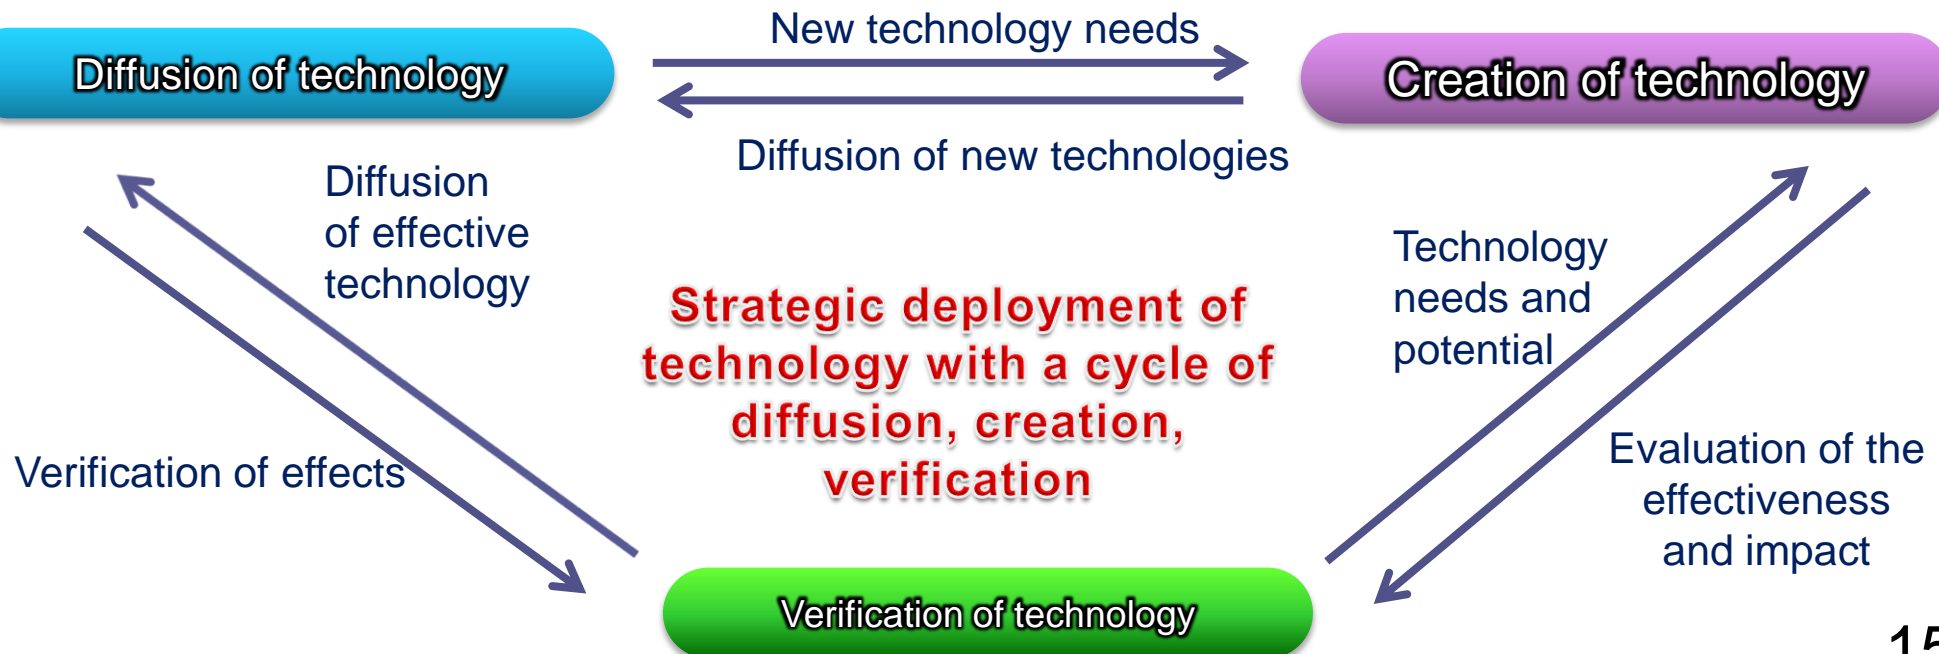 New technology needs
Diffusion of technology
Creation of technology
Diffusion of new technologies
Diffusion
of effective
technology
Technology
needs and
potential
Strategic deployment of
technology with a cycle of
diffusion, creation,
verification
Verification of effects
Evaluation of the
effectiveness
and impact
Verification of technology
15